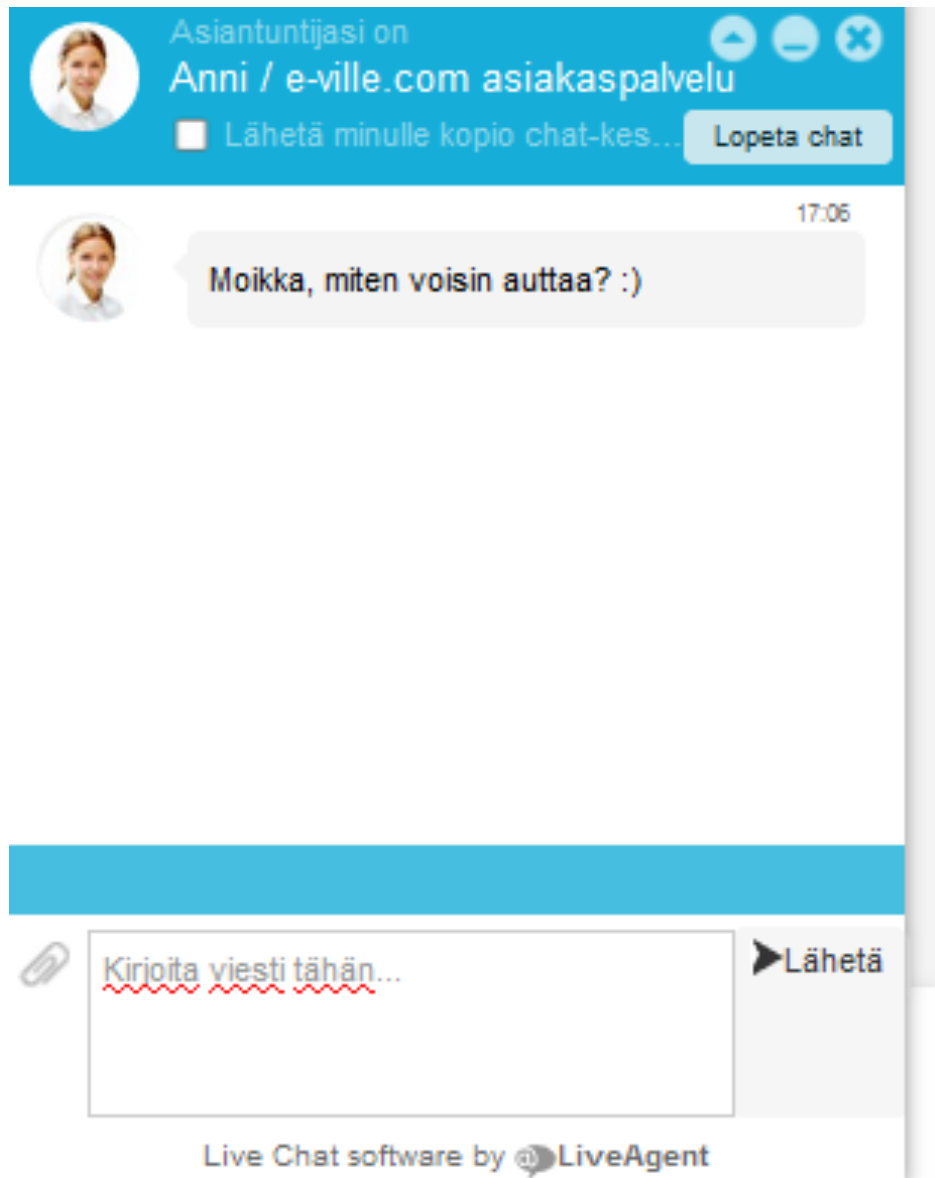 Asiantuntijasi on
Anni / e-ville.com asiakaspalvelu
Lähetä minulle kopio chat-kes...
Lopeta chat
17:06
Moikka, miten voisin auttaa? :)
Kirjoita viesti tähän...
Lähetä
Live Chat software by LiveAgent